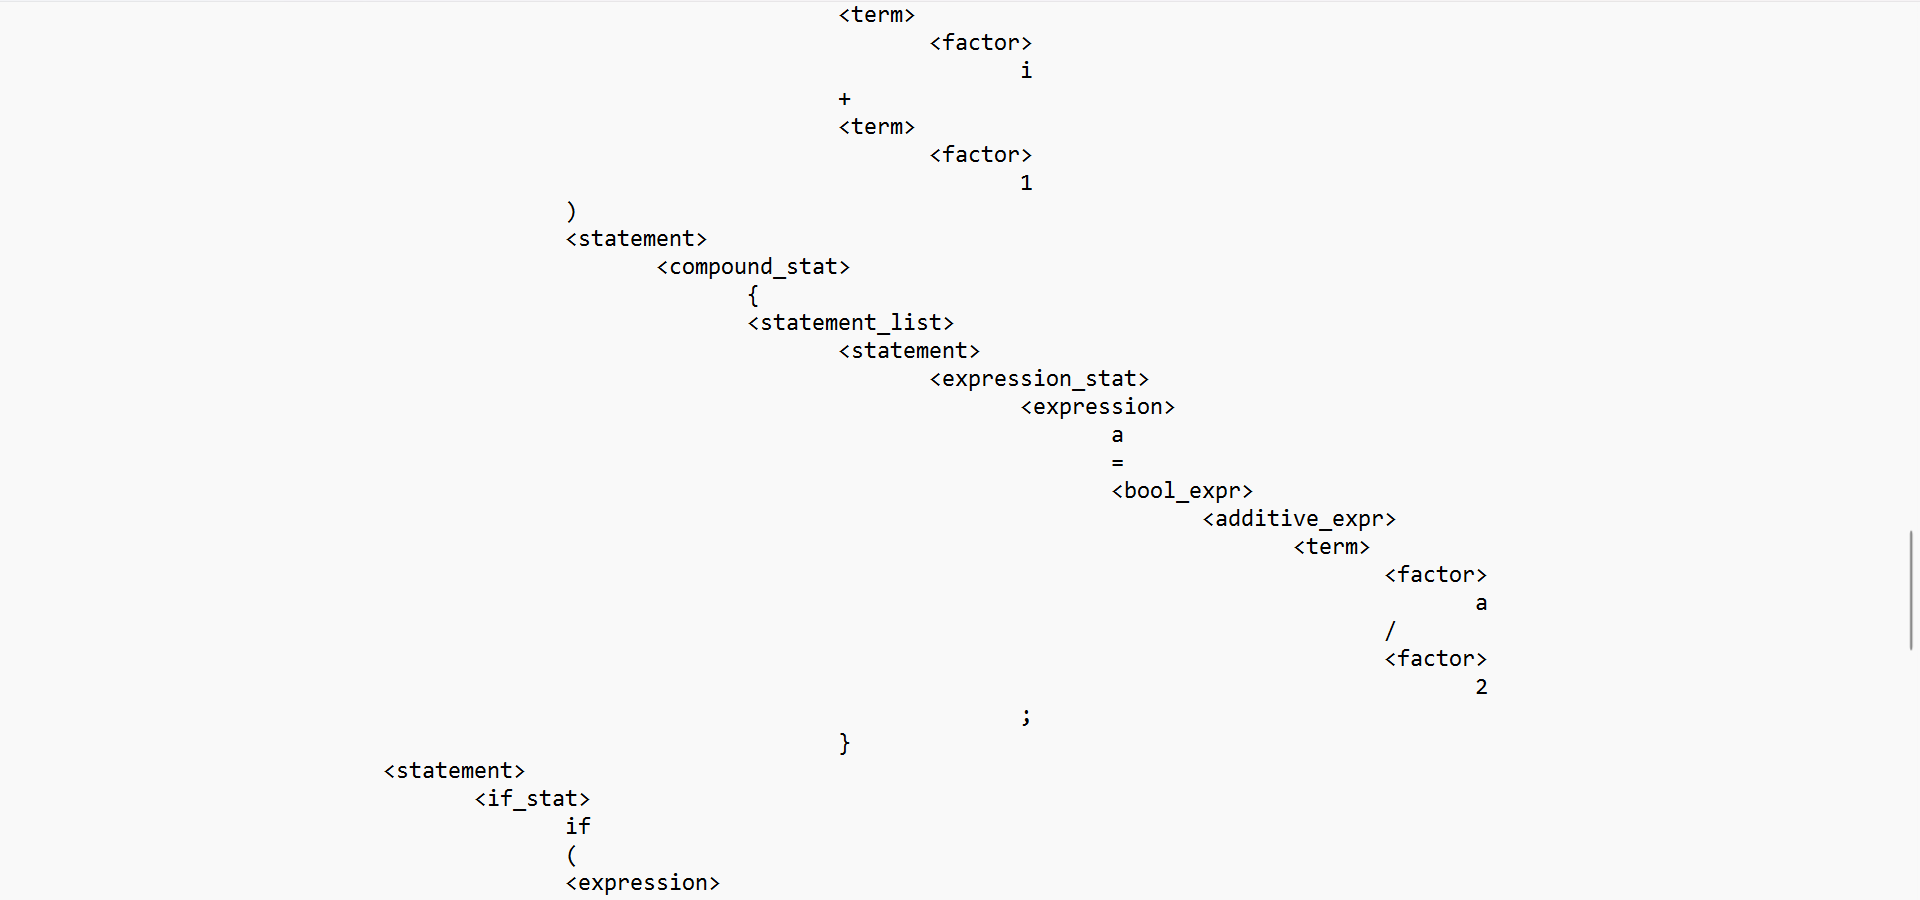 <term>
<factor>
i
+
<term>
<factor>
1
)
<statement>
<compound_stat>
{
<statement_list>
<statement>
<expression_stat>
<expression>
a
=
<bool_expr>
<additive_expr>
<term>
<factor>
a
/
<factor>
2
;
}
<statement>
<if_stat>
if
(
<expression>